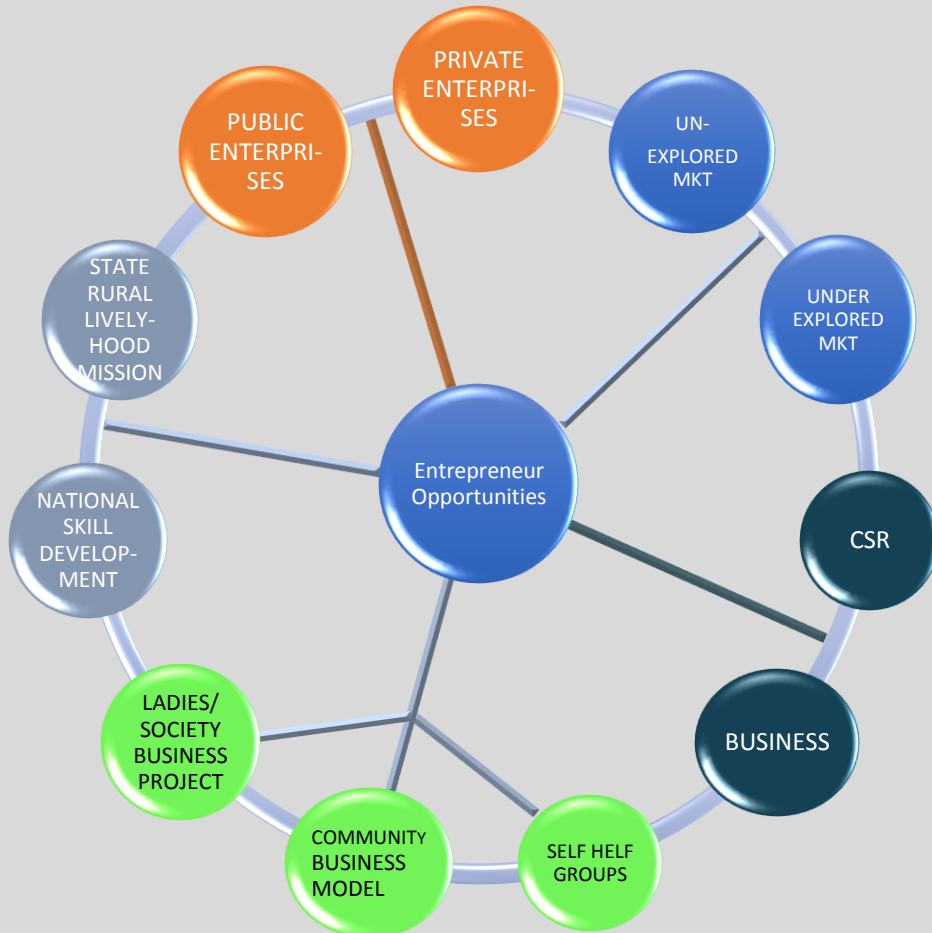 PRIVATE
ENTERPRI-
SES
PUBLIC
ENTERPRI-
SES
UN-
EXPLORED
MKT
STATE
RURAL
LIVELY-
HOOD
MISSION
UNDER
EXPLORED
MKT
Entrepreneur
Opportunities
NATIONAL
SKILL
DEVELOP-
MENT
CSR
LADIES/
SOCIETY
BUSINESS
PROJECT
BUSINESS
COMMUNITY
BUSINESS
MODEL
SELF HELF
GROUPS